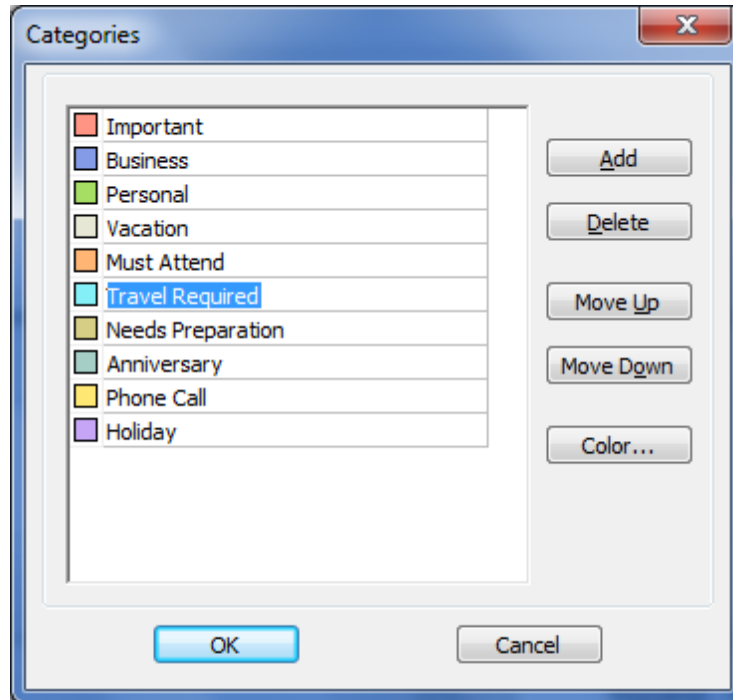 Categories
Important
Business
Personal
Vacation
Must Attend
Travel Required
Needs Preparation
Anniversary
Phone Call
Holiday
Add
Delete
Move Up
Move Down
Color...
OK
Cancel